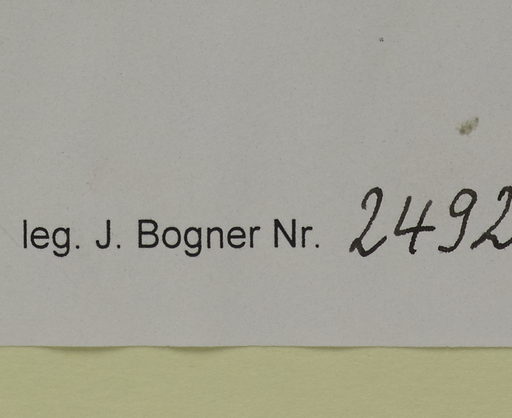 leg. J. Bogner Nr. 2492